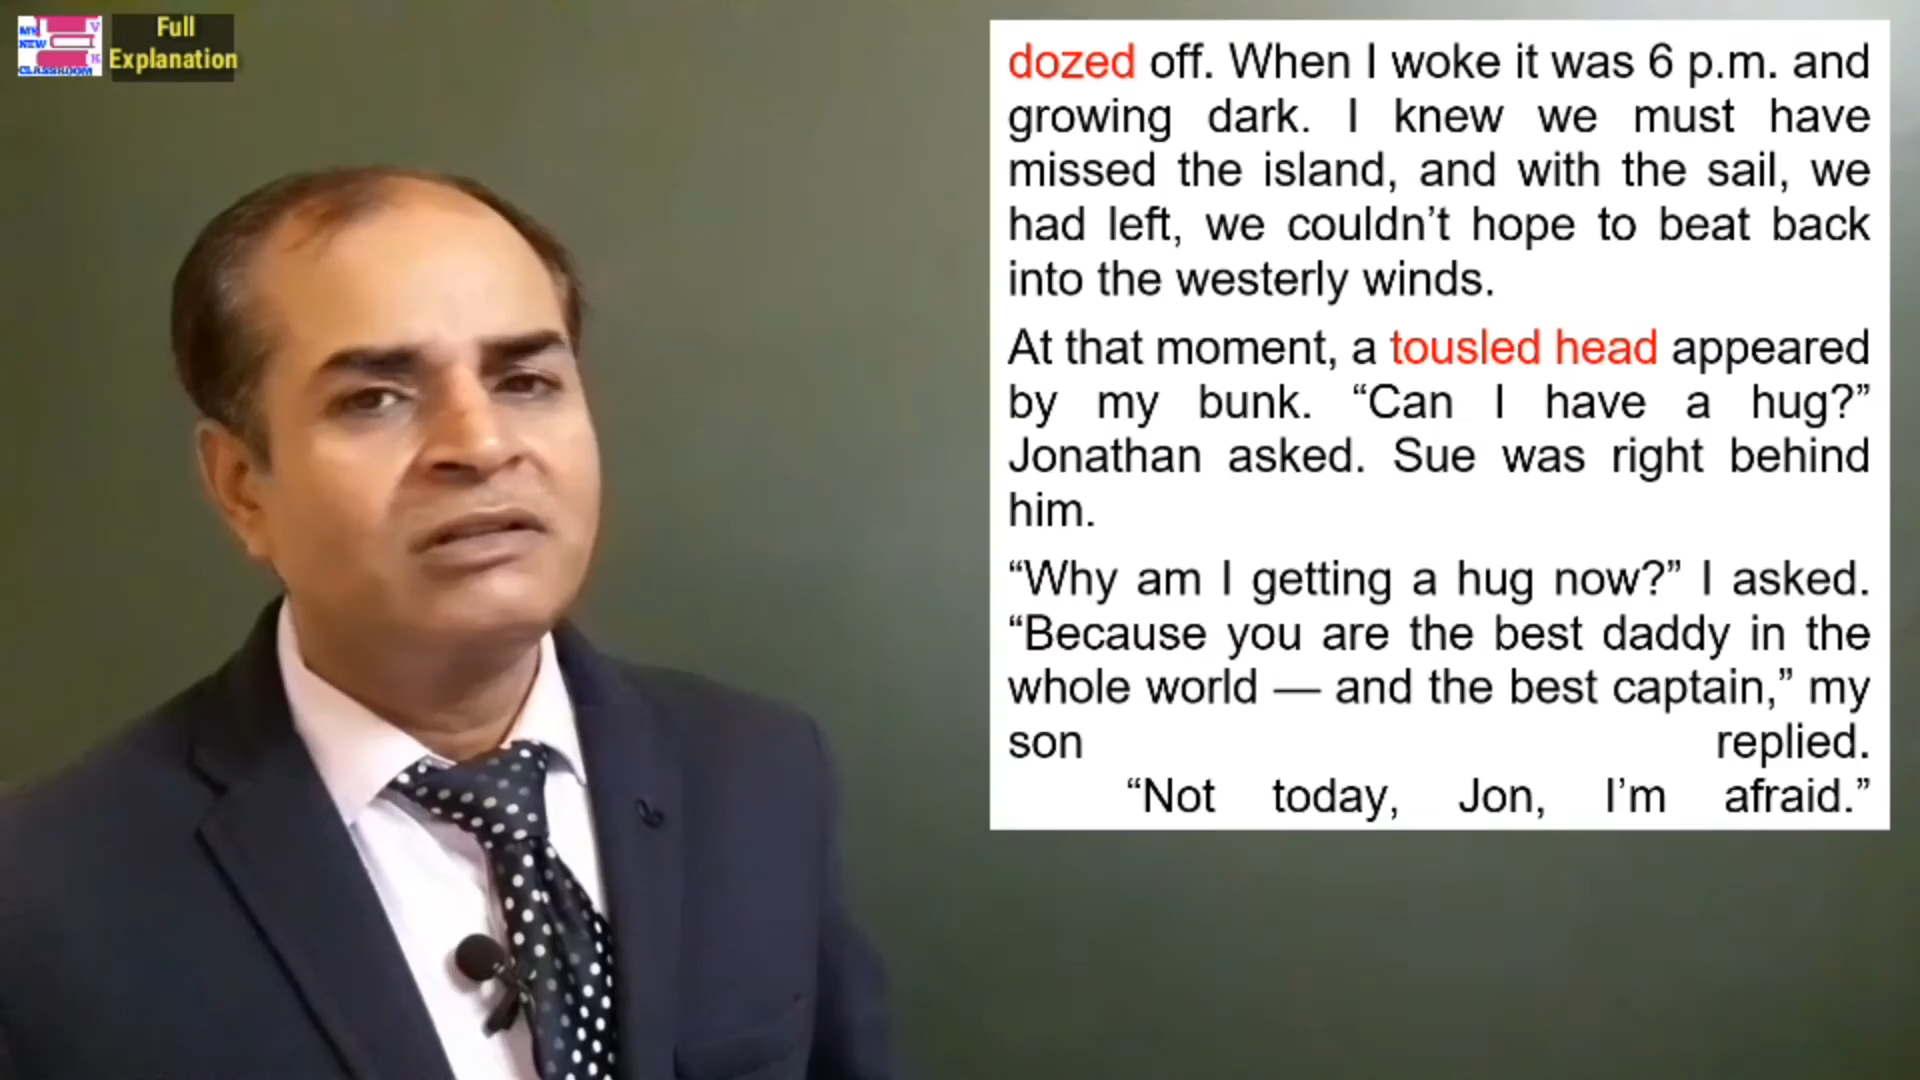 MY
NEW
V
K
CLASSROOM
Full
Explanation
dozed off. When I woke it was 6 p.m. and
growing dark. I knew we must have
missed the island, and with the sail, we
had left, we couldn’t hope to beat back
into the westerly winds.
At that moment, a tousled head appeared
by my bunk. “Can I have a hug?”
Jonathan asked. Sue was right behind
him.
“Why am I getting a hug now?” I asked.
“Because you are the best daddy in the
whole world — and the best captain,” my
son replied.
“Not today, Jon, I’m afraid.”